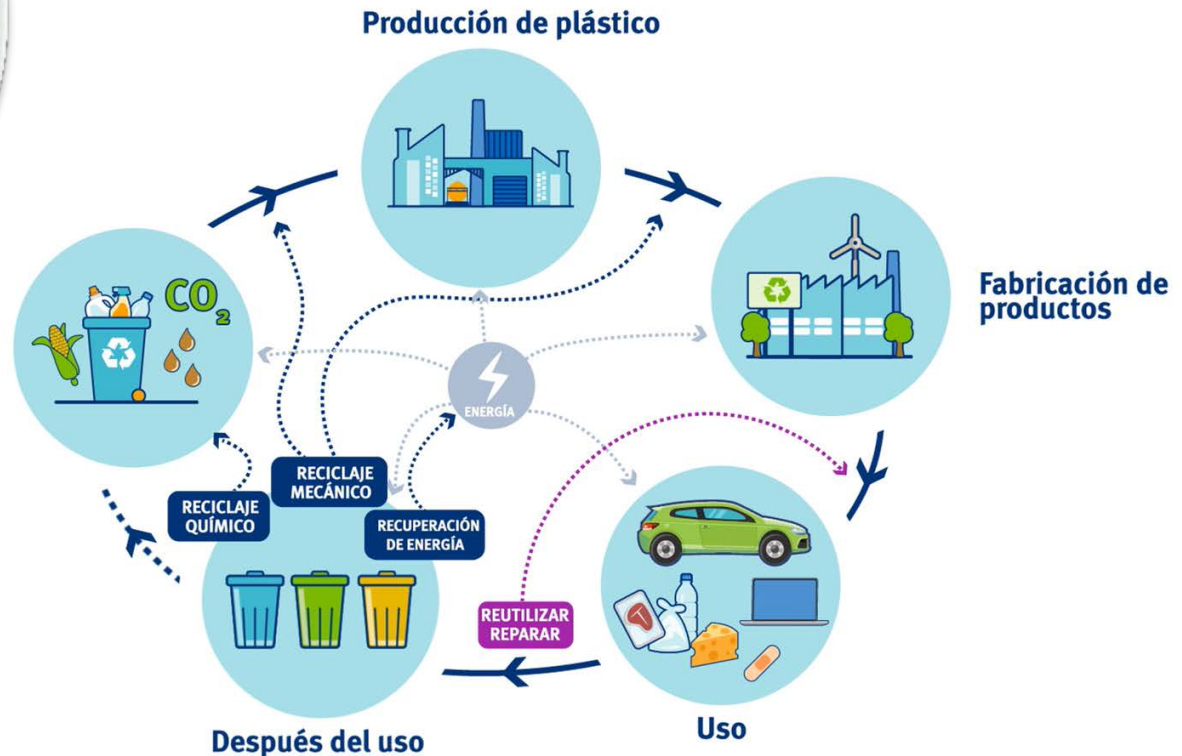 Producción de plástico
CO2
Fabricación de
productos
ENERGÍA
RECICLAJE
MECÁNICO
RECICLAJE
QUÍMICO
RECUPERACIÓN
DE ENERGÍA
REUTILIZAR
REPARAR
Uso
Después del uso